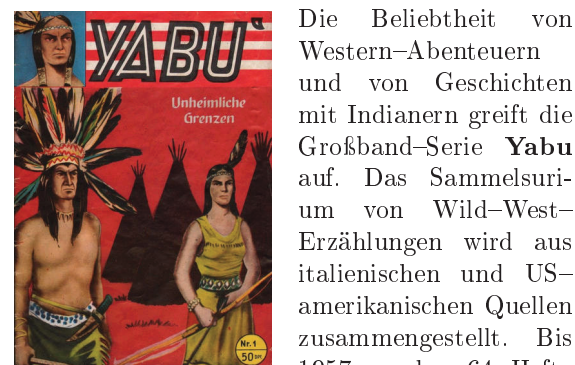 YABU
Unheimliche
Grenzen
Nr. 1
50 DPf.
Die Beliebtheit von
Western–Abenteuern
und von Geschichten
mit Indianern greift die
Großband–Serie Yabu
auf. Das Sammelsuri-
um von Wild–West–
Erzählungen wird aus
italienischen und US–
amerikanischen Quellen
zusammengestellt. Bis